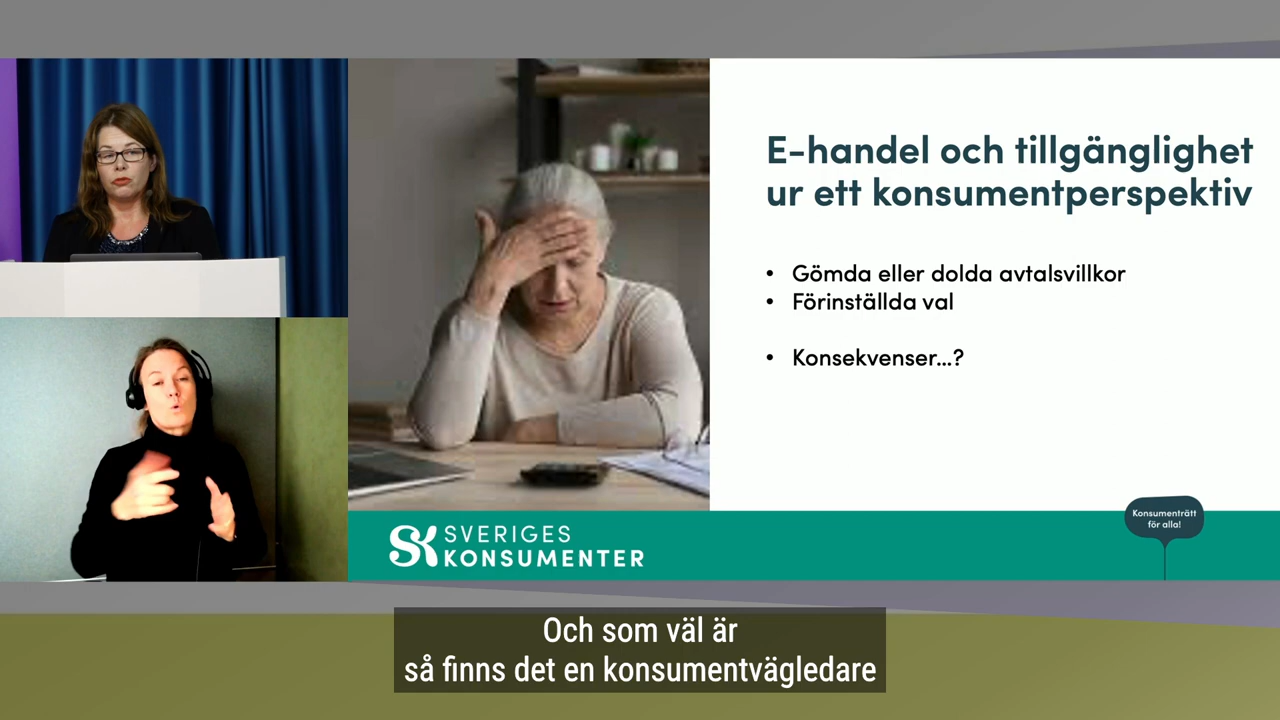 E-handel och tillgänglighet
ur ett konsumentperspektiv
• Gömda eller dolda avtalsvillkor
• Förinställda val
• Konsekvenser...?
SVERIGES
KONSUMENTER
Konsumenträtt
för alla!
Och som väl är
så finns det en konsumentvägledare